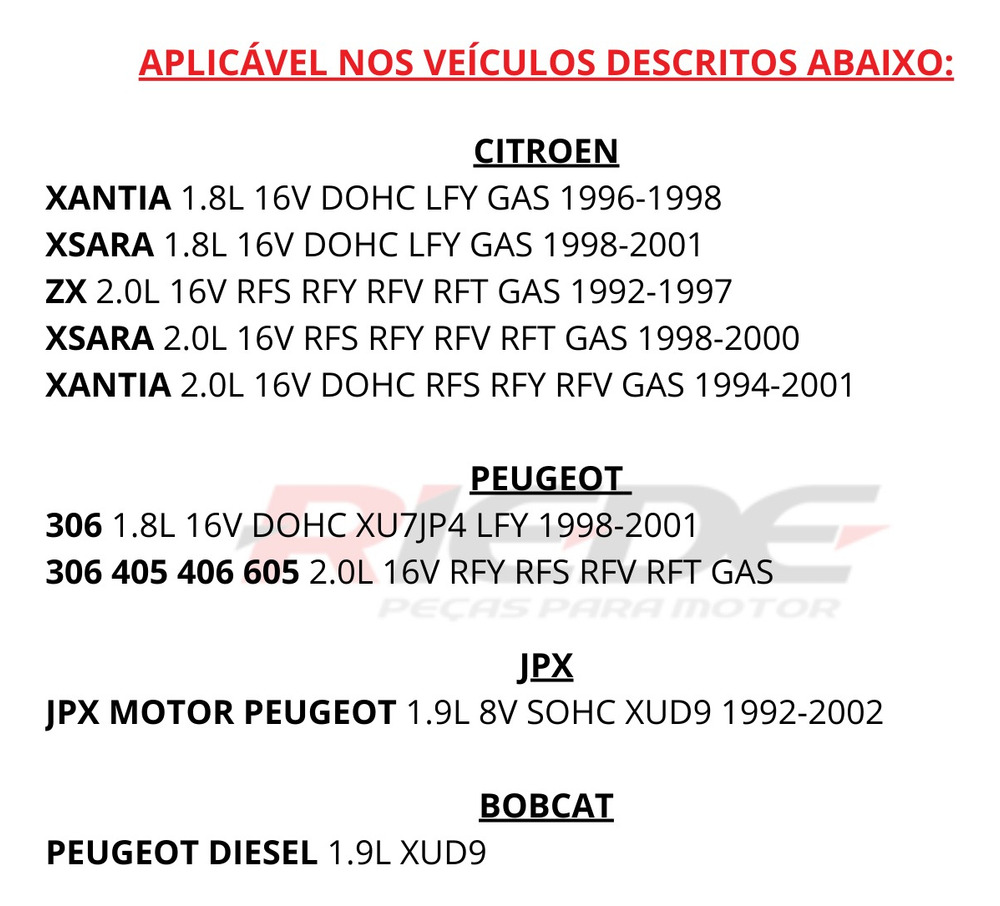 APLICÁVEL NOS VEÍCULOS DESCRITOS ABAIXO:
CITROEN
XANTIA 1.8L 16V DOHC LFY GAS 1996-1998
XSARA 1.8L 16V DOHC LFY GAS 1998-2001
ZX 2.0L 16V RFS RFY RFV RFT GAS 1992-1997
XSARA 2.0L 16V RFS RFY RFV RFT GAS 1998-2000
XANTIA 2.0L 16V DOHC RFS RFY RFV GAS 1994-2001
PEUGEOT
306 1.8L 16V DOHC XU7JP4 LFY 1998-2001
306 405 406 605 2.0L 16V RFY RFS RFV RFT GAS
RIEDE
PEÇAS PARA MOTOR
JPX
JPX MOTOR PEUGEOT 1.9L 8V SOHC XUD9 1992-2002
BOBCAT
PEUGEOT DIESEL 1.9L XUD9